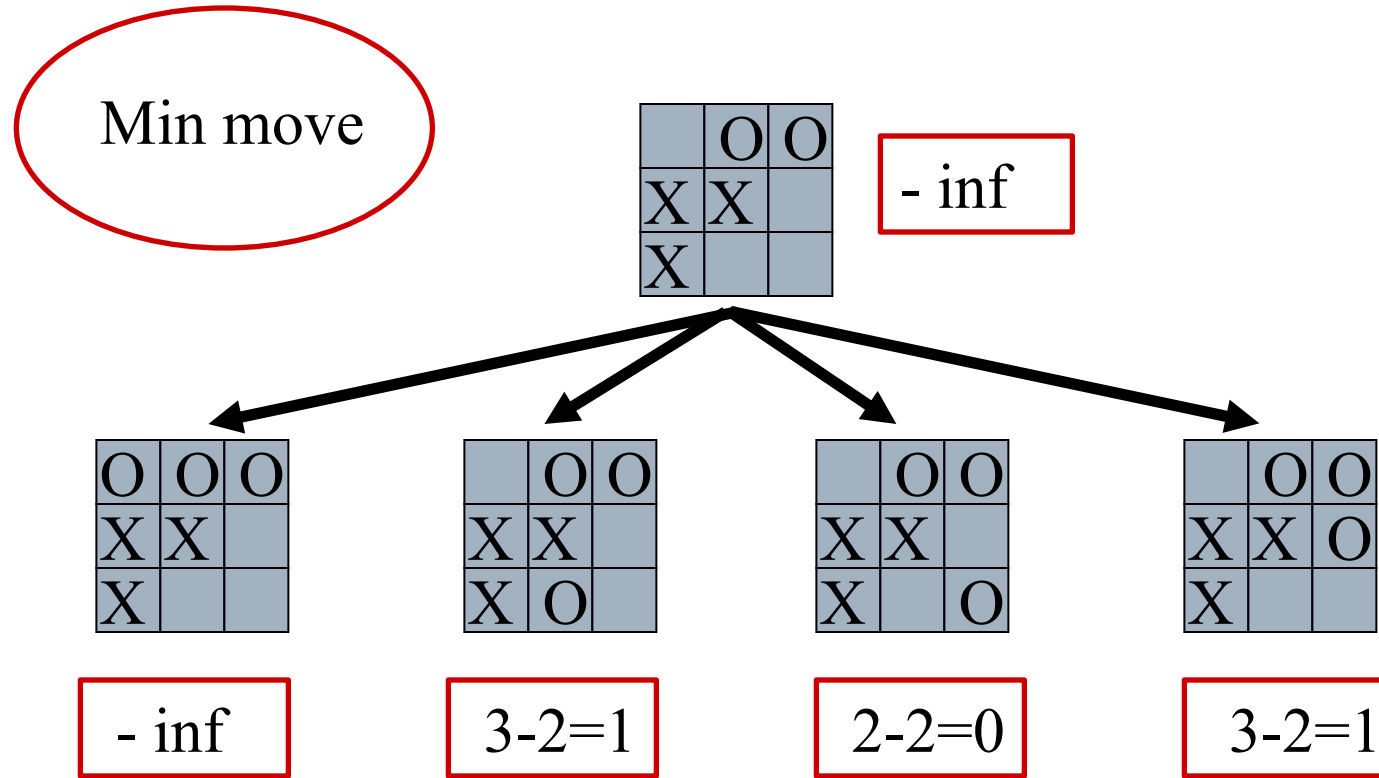 Min move
O O
X X
X
- inf
O O O
X X
X
O O
X X
X O
O O
X X
X O
O O
X X O
X
- inf
3-2=1
2-2=0
3-2=1